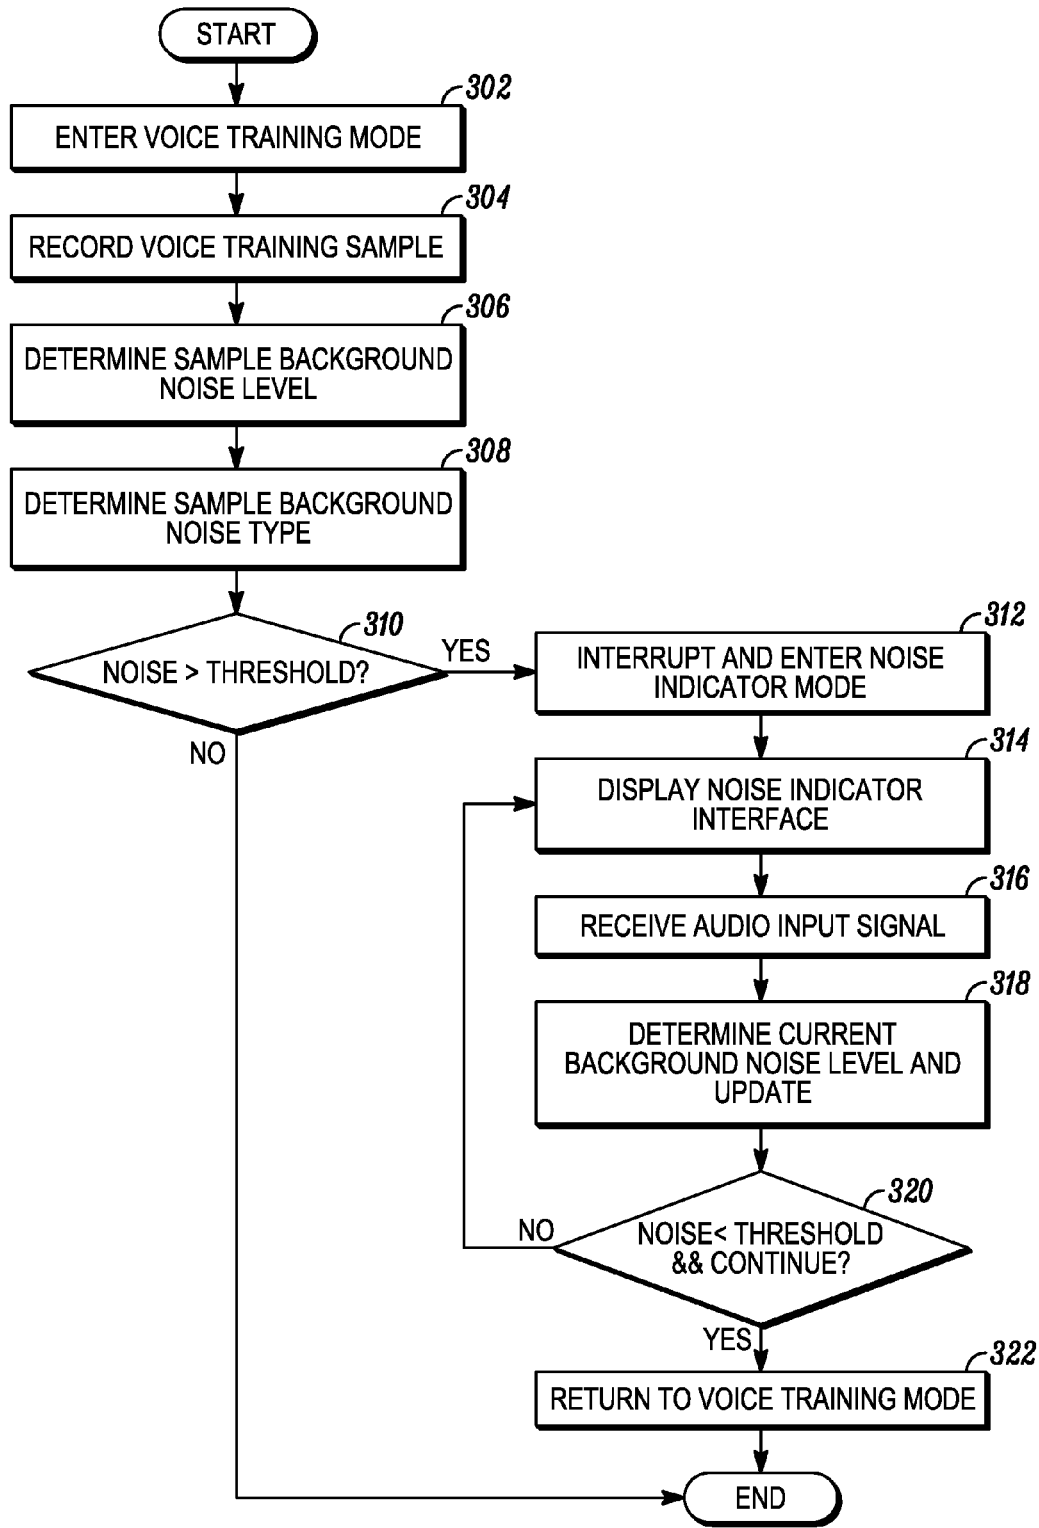 START
302
ENTER VOICE TRAINING MODE
304
RECORD VOICE TRAINING SAMPLE
306
DETERMINE SAMPLE BACKGROUND
NOISE LEVEL
308
DETERMINE SAMPLE BACKGROUND
NOISE TYPE
310
NOISE > THRESHOLD?
YES
NO
312
INTERRUPT AND ENTER NOISE
INDICATOR MODE
314
DISPLAY NOISE INDICATOR
INTERFACE
316
RECEIVE AUDIO INPUT SIGNAL
318
DETERMINE CURRENT
BACKGROUND NOISE LEVEL AND
UPDATE
320
NOISE< THRESHOLD
&& CONTINUE?
NO
YES
322
RETURN TO VOICE TRAINING MODE
END